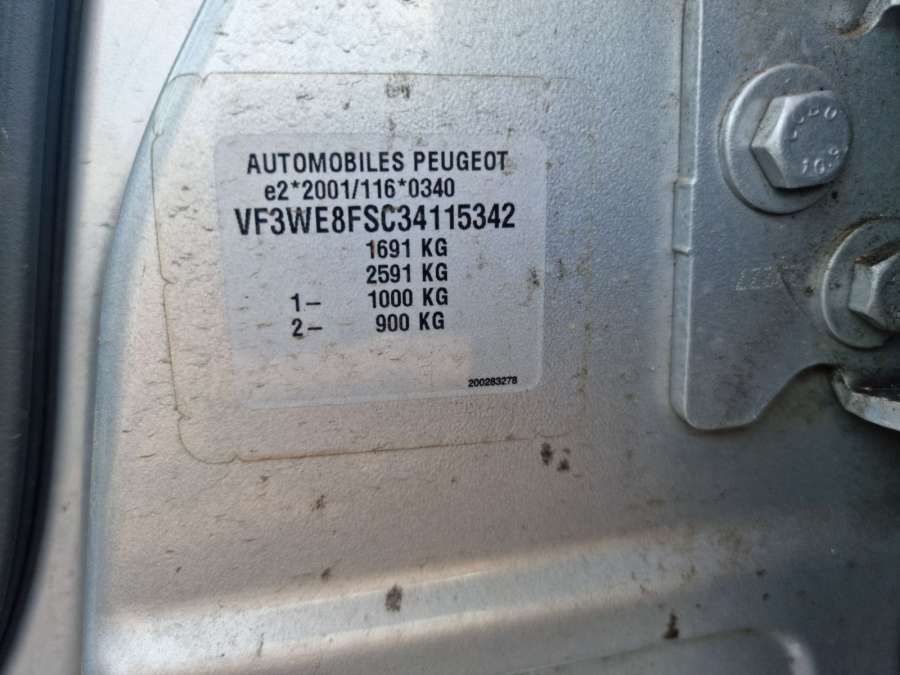 AUTOMOBILES PEUGEOT
e2*2001/116*0340
VF3WE8FSC34115342
1691 KG
2591 KG
1- 1000 KG
2- 900 KG
200283278